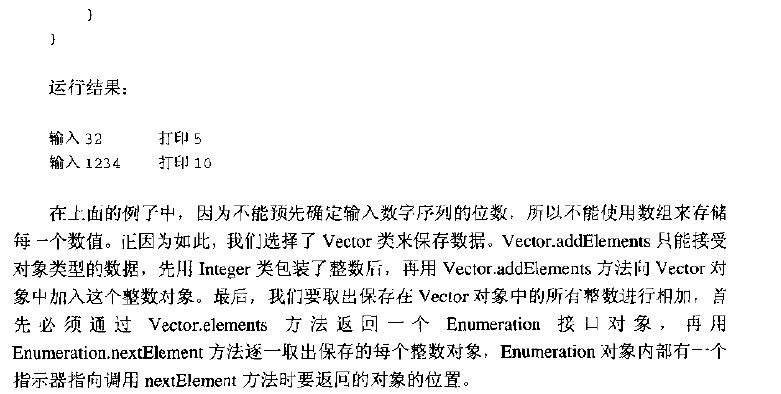 }
}
运行结果：
输入 32 打印 5
输入 1234 打印 10
在上面的例子中，因为不能预先确定输入数字序列的位数，所以不能使用数组来存储
每一个数值。正因为如此，我们选择了 Vector 类来保存数据。Vector.addElements 只能接受
对象类型的数据，先用 Integer 类包装了整数后，再用 Vector.addElements 方法向 Vector 对
象中加入这个整数对象。最后，我们要取出保存在 Vector 对象中的所有整数进行相加，首
先必须通过 Vector.elements 方法返回一个 Enumeration 接口对象，再用
Enumeration.nextElement 方法逐一取出保存的每个整数对象，Enumeration 对象内部有一个
指示器指向调用 nextElement 方法时要返回的对象的位置。